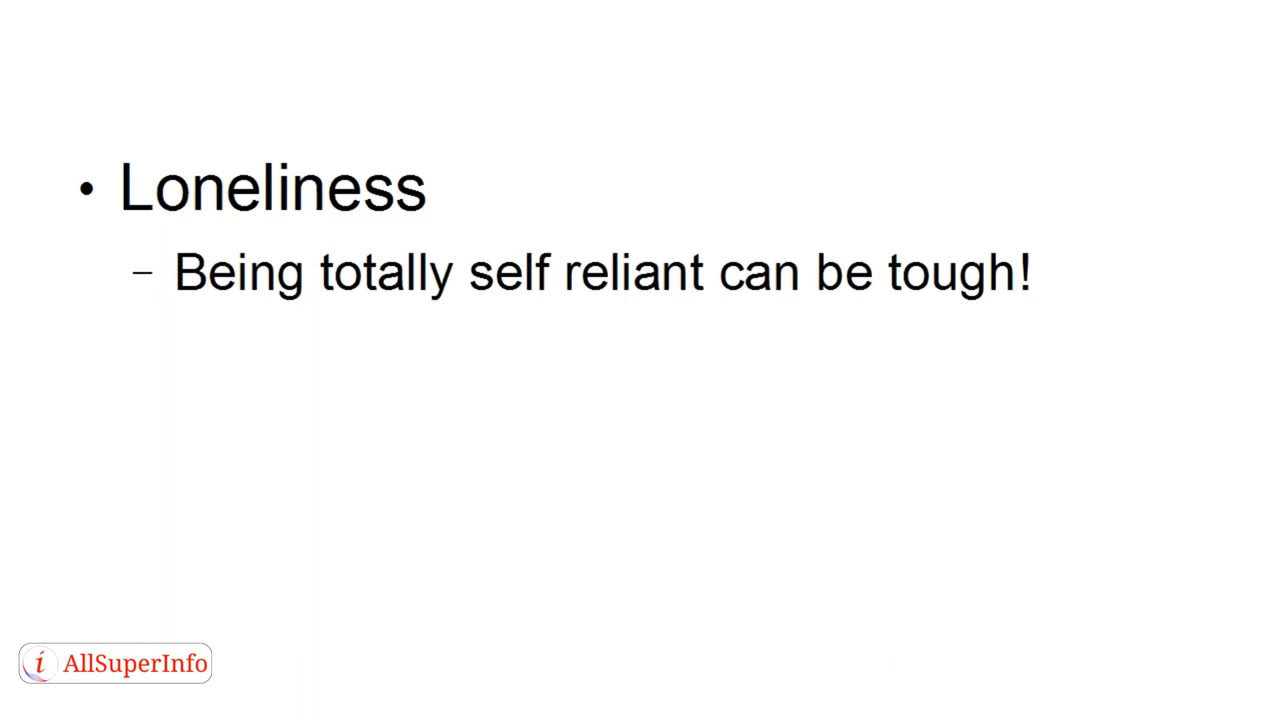 • Loneliness
– Being totally self reliant can be tough!
i AllSuperInfo